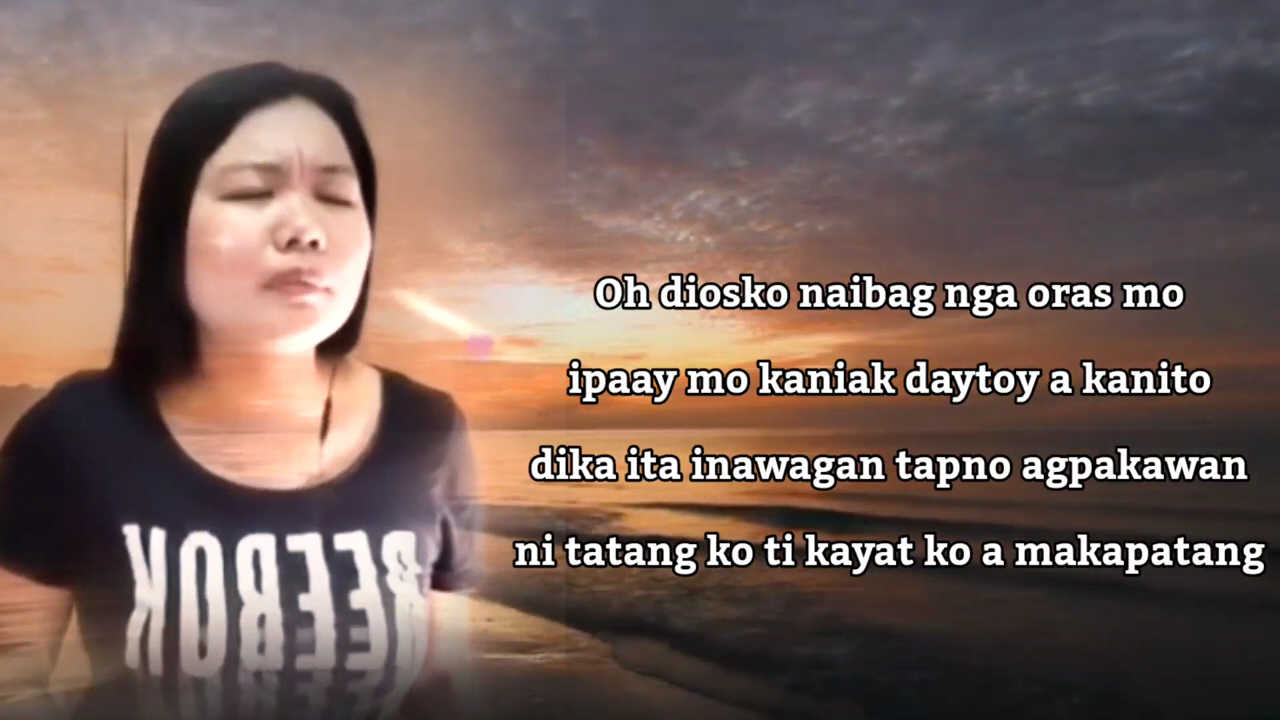 Oh diosko naibag nga oras mo
ipaay mo kaniak daytoy a kanito
dika ita inawagan tapno agpakawan
ni tatang ko ti kayat ko a makapatang
REEBOK